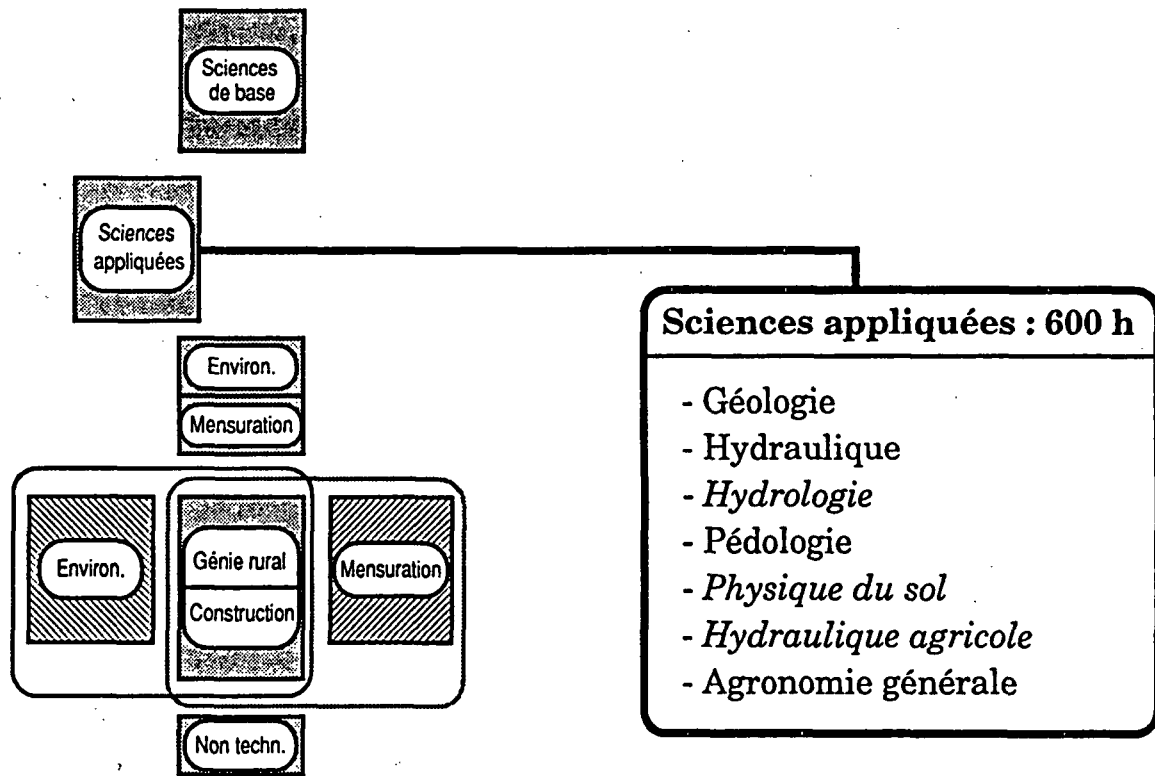 Sciences
de base
Sciences
appliquées
Environ.
Mensuration
Environ.
Génie rural
Construction
Mensuration
Non techn.
Sciences appliquées : 600 h
- Géologie
- Hydraulique
- Hydrologie
- Pédologie
- Physique du sol
- Hydraulique agricole
- Agronomie générale